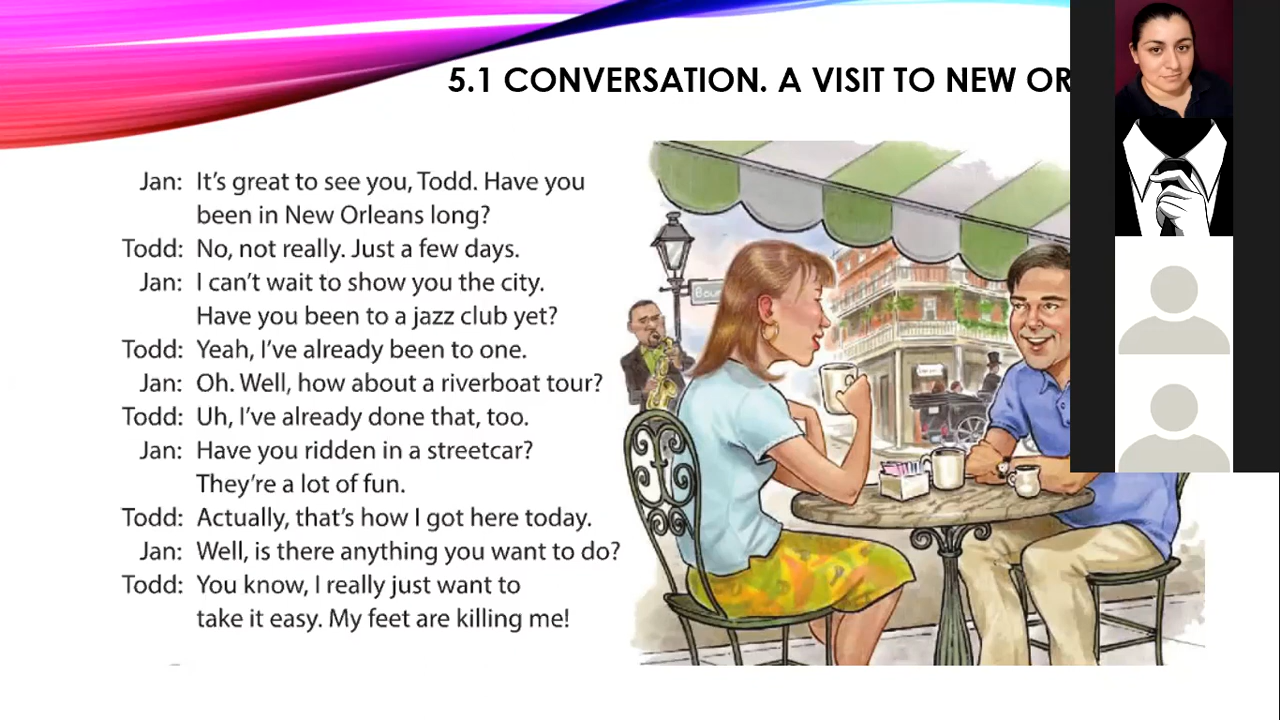 5.1 CONVERSATION. A VISIT TO NEW OR
Jan: It's great to see you, Todd. Have you
been in New Orleans long?
Todd: No, not really. Just a few days.
Jan: I can't wait to show you the city.
Have you been to a jazz club yet?
Todd: Yeah, I've already been to one.
Jan: Oh. Well, how about a riverboat tour?
Todd: Uh, I've already done that, too.
Jan: Have you ridden in a streetcar?
They're a lot of fun.
Todd: Actually, that's how I got here today.
Jan: Well, is there anything you want to do?
Todd: You know, I really just want to
take it easy. My feet are killing me!
Bour